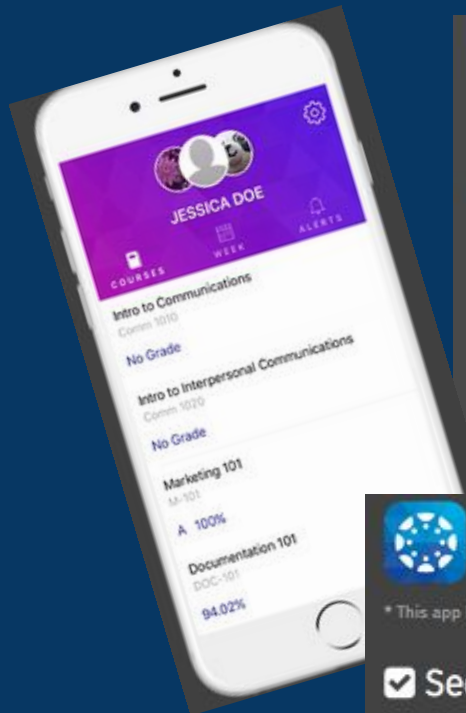 JESSICA DOE
COURSES
WEEK
ALERTS
Intro to Communications
Comm 1010
No Grade
Intro to Interpersonal Communications
Comm 1020
No Grade
Marketing 101
M-101
A 100%
Documentation 101
DOC-101
94.02%
* This app